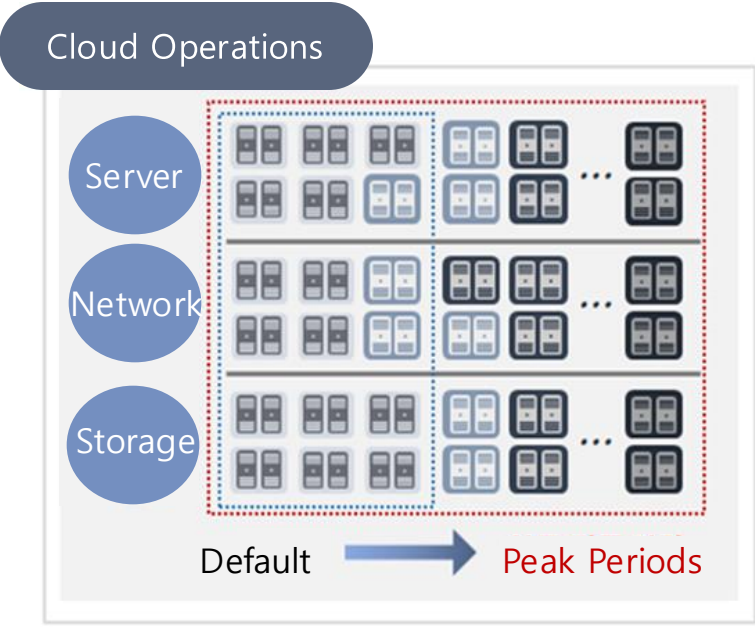 Cloud Operations
Server
...
Network
...
Storage
...
Default
Peak Periods